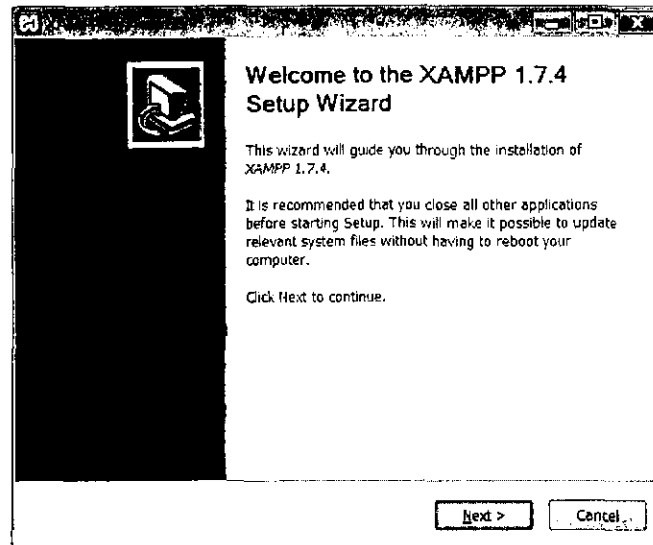 Welcome to the XAMPP 1.7.4
Setup Wizard
This wizard will guide you through the installation of
XAMPP 1.7.4.
It is recommended that you close all other applications
before starting Setup. This will make it possible to update
relevant system files without having to reboot your
computer.
Click Next to continue.
Next >
Cancel